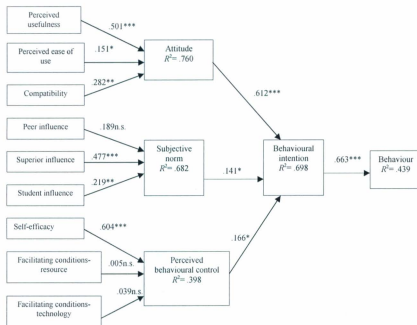 Perceived
usefulness
.501***
Perceived ease of
use
.151*
Attitude
R²= .760
Compatibility
.282**
.612***
Peer influence
.189n.s.
Superior influence
.477***
Subjective
norm
R²= .682
Student influence
.219**
.141*
Behavioural
intention
R²= .698
.663***
Behaviour
R²= .439
Self-efficacy
.604***
.166*
Facilitating conditions-
resource
.005n.s.
Perceived
behavioural control
R²= .398
.039n.s.
Facilitating conditions-
technology